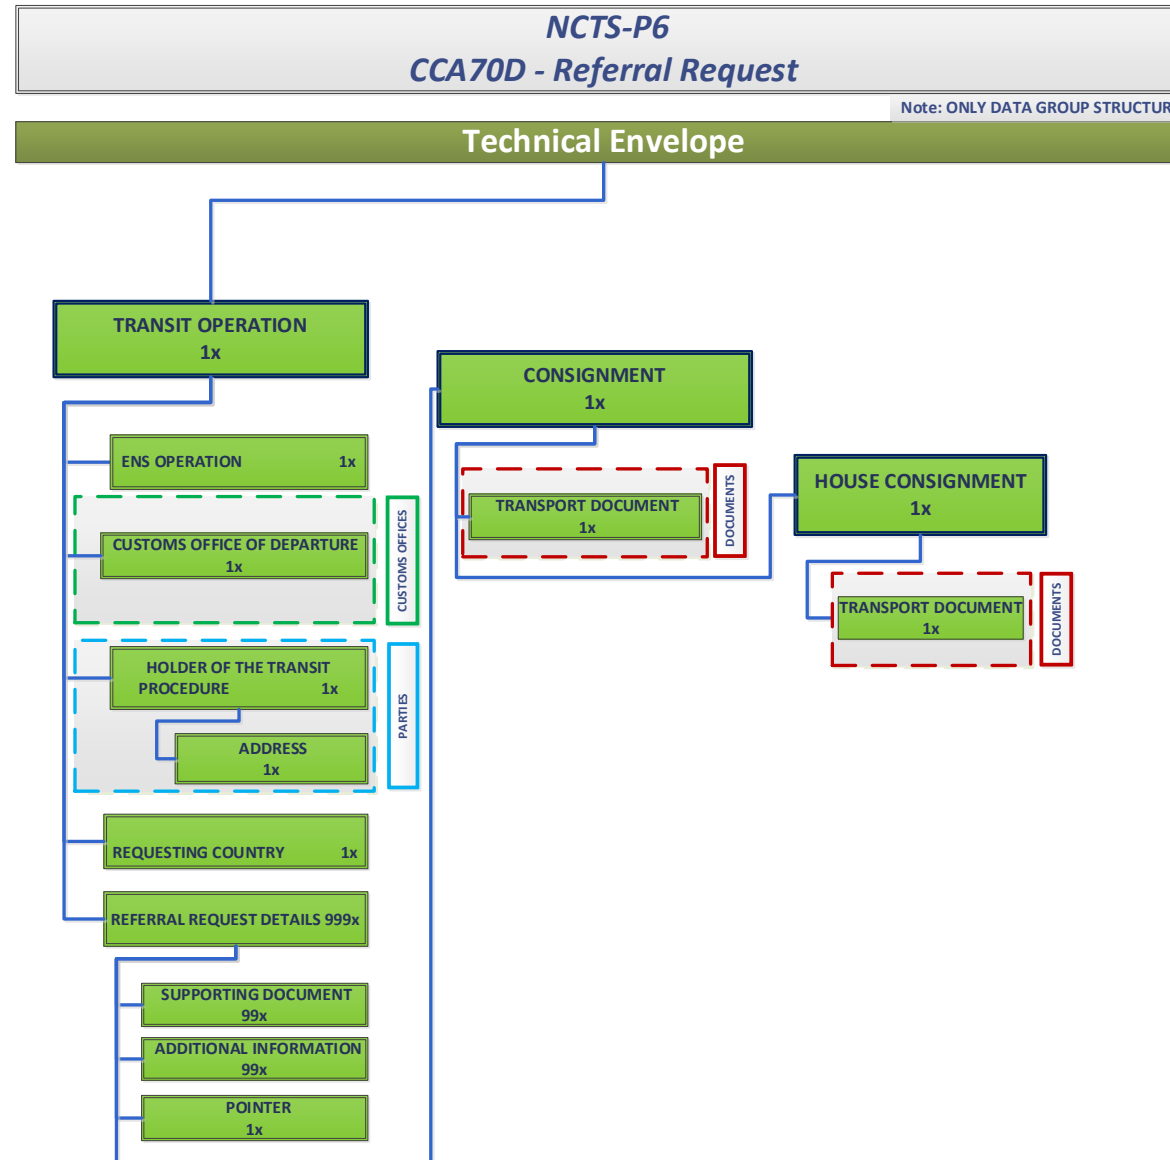 NCTS-P6
CCA70D - Referral Request
Note: ONLY DATA GROUP STRUCTUR
Technical Envelope
TRANSIT OPERATION
1x
ENS OPERATION 1x
CUSTOMS OFFICE OF DEPARTURE
1x
CUSTOMS OFFICES
HOLDER OF THE TRANSIT
PROCEDURE 1x
ADDRESS
1x
PARTIES
REQUESTING COUNTRY 1x
REFERRAL REQUEST DETAILS 999x
SUPPORTING DOCUMENT
99x
ADDITIONAL INFORMATION
99x
POINTER
1x
CONSIGNMENT
1x
TRANSPORT DOCUMENT
1x
DOCUMENTS
HOUSE CONSIGNMENT
1x
TRANSPORT DOCUMENT
1x
DOCUMENTS